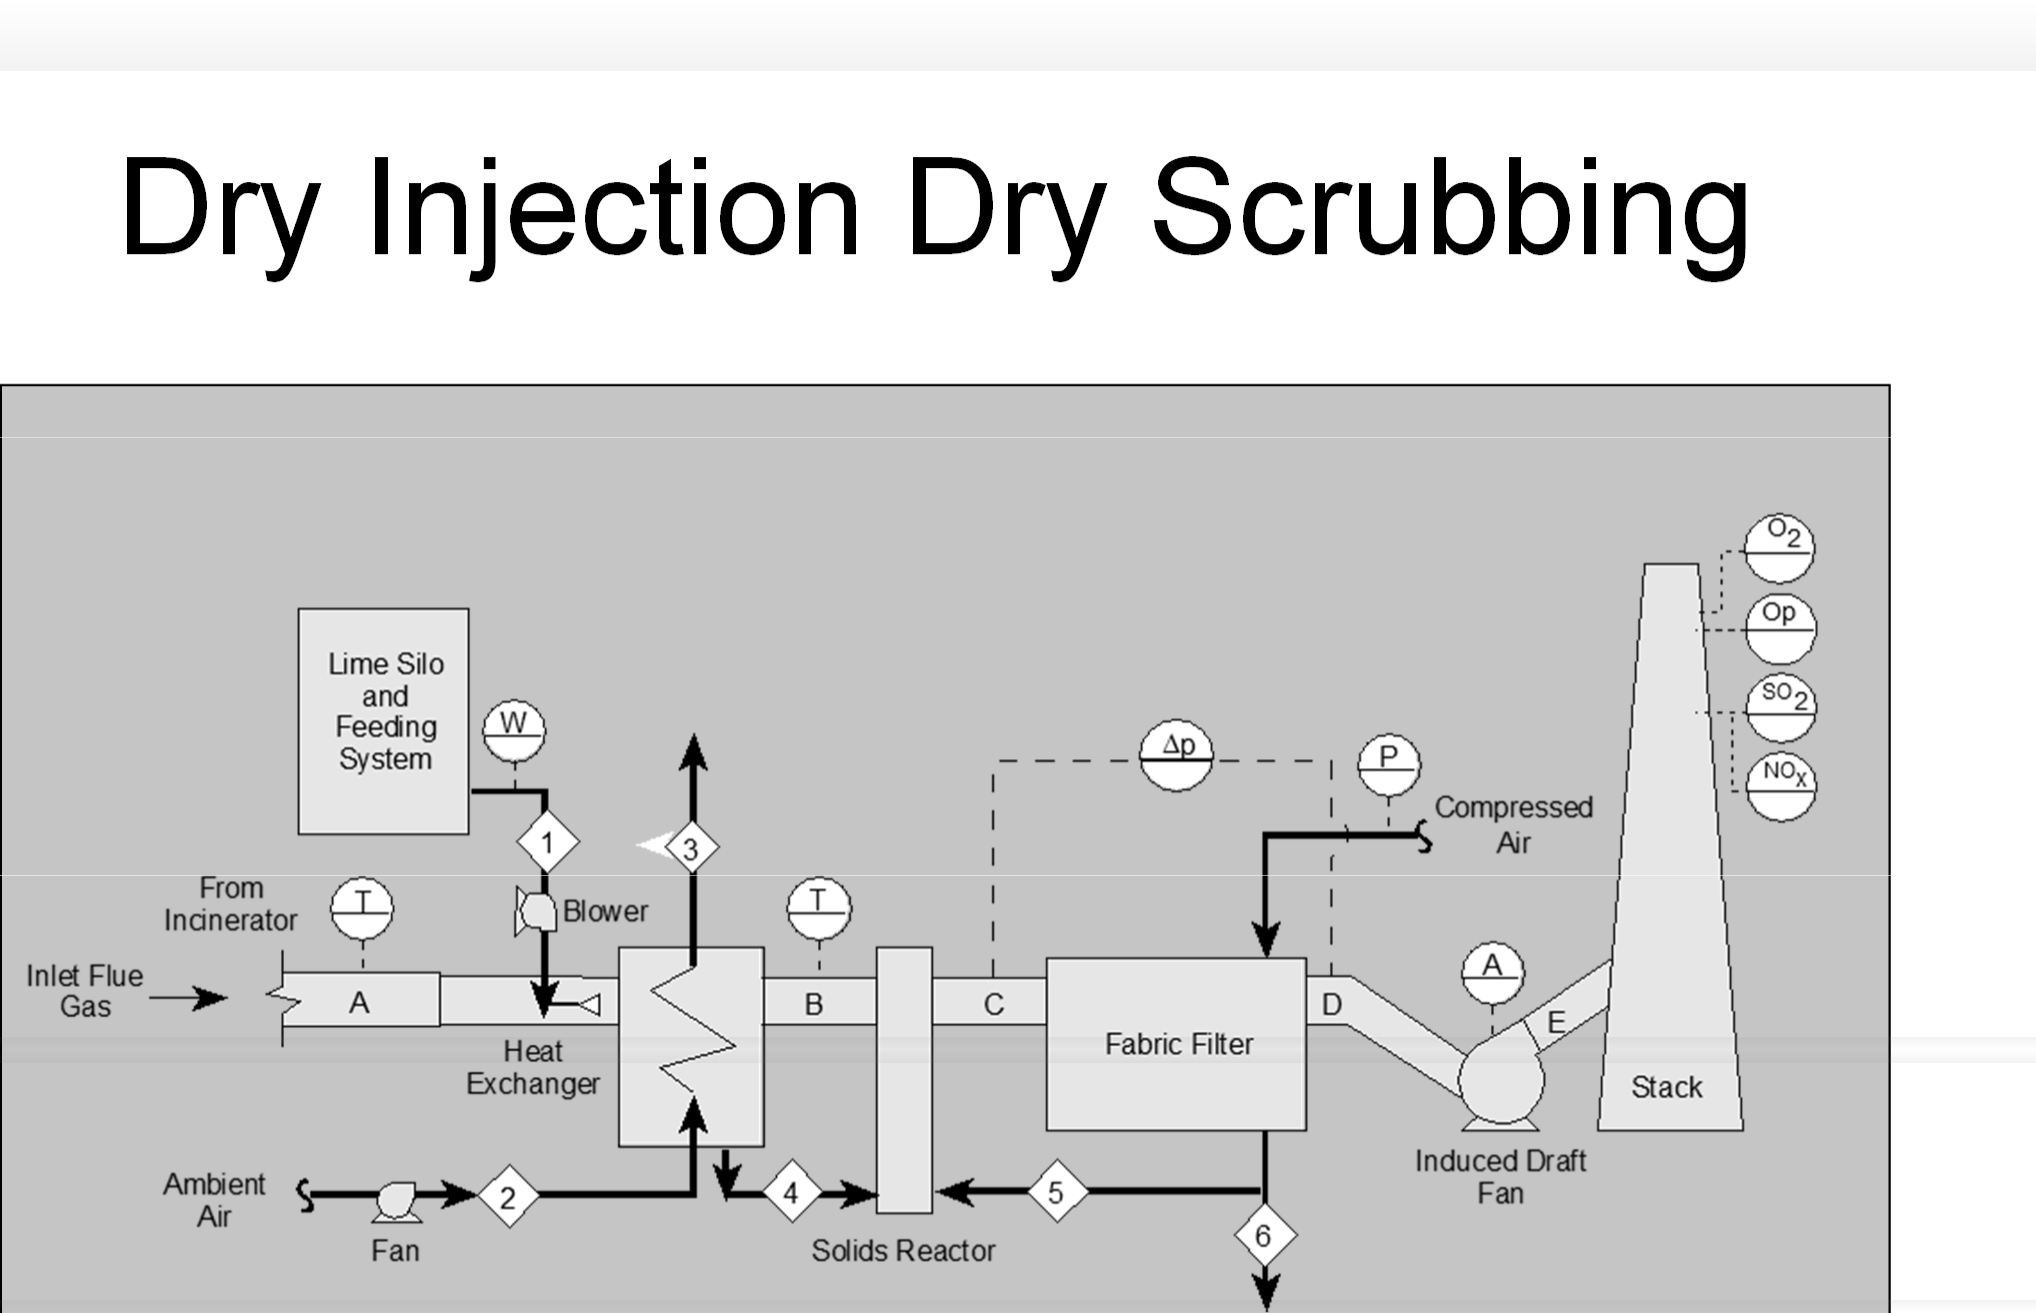 Dry Injection Dry Scrubbing
O2
Op
SO2
NOx
Lime Silo
and
Feeding
System
W
Δp
P
Compressed
Air
1
3
From
Incinerator
T
Blower
T
A
Inlet Flue
Gas
A
B
C
D
E
Fabric Filter
Heat
Exchanger
Stack
Induced Draft
Fan
Ambient
Air
2
4
5
6
Fan
Solids Reactor